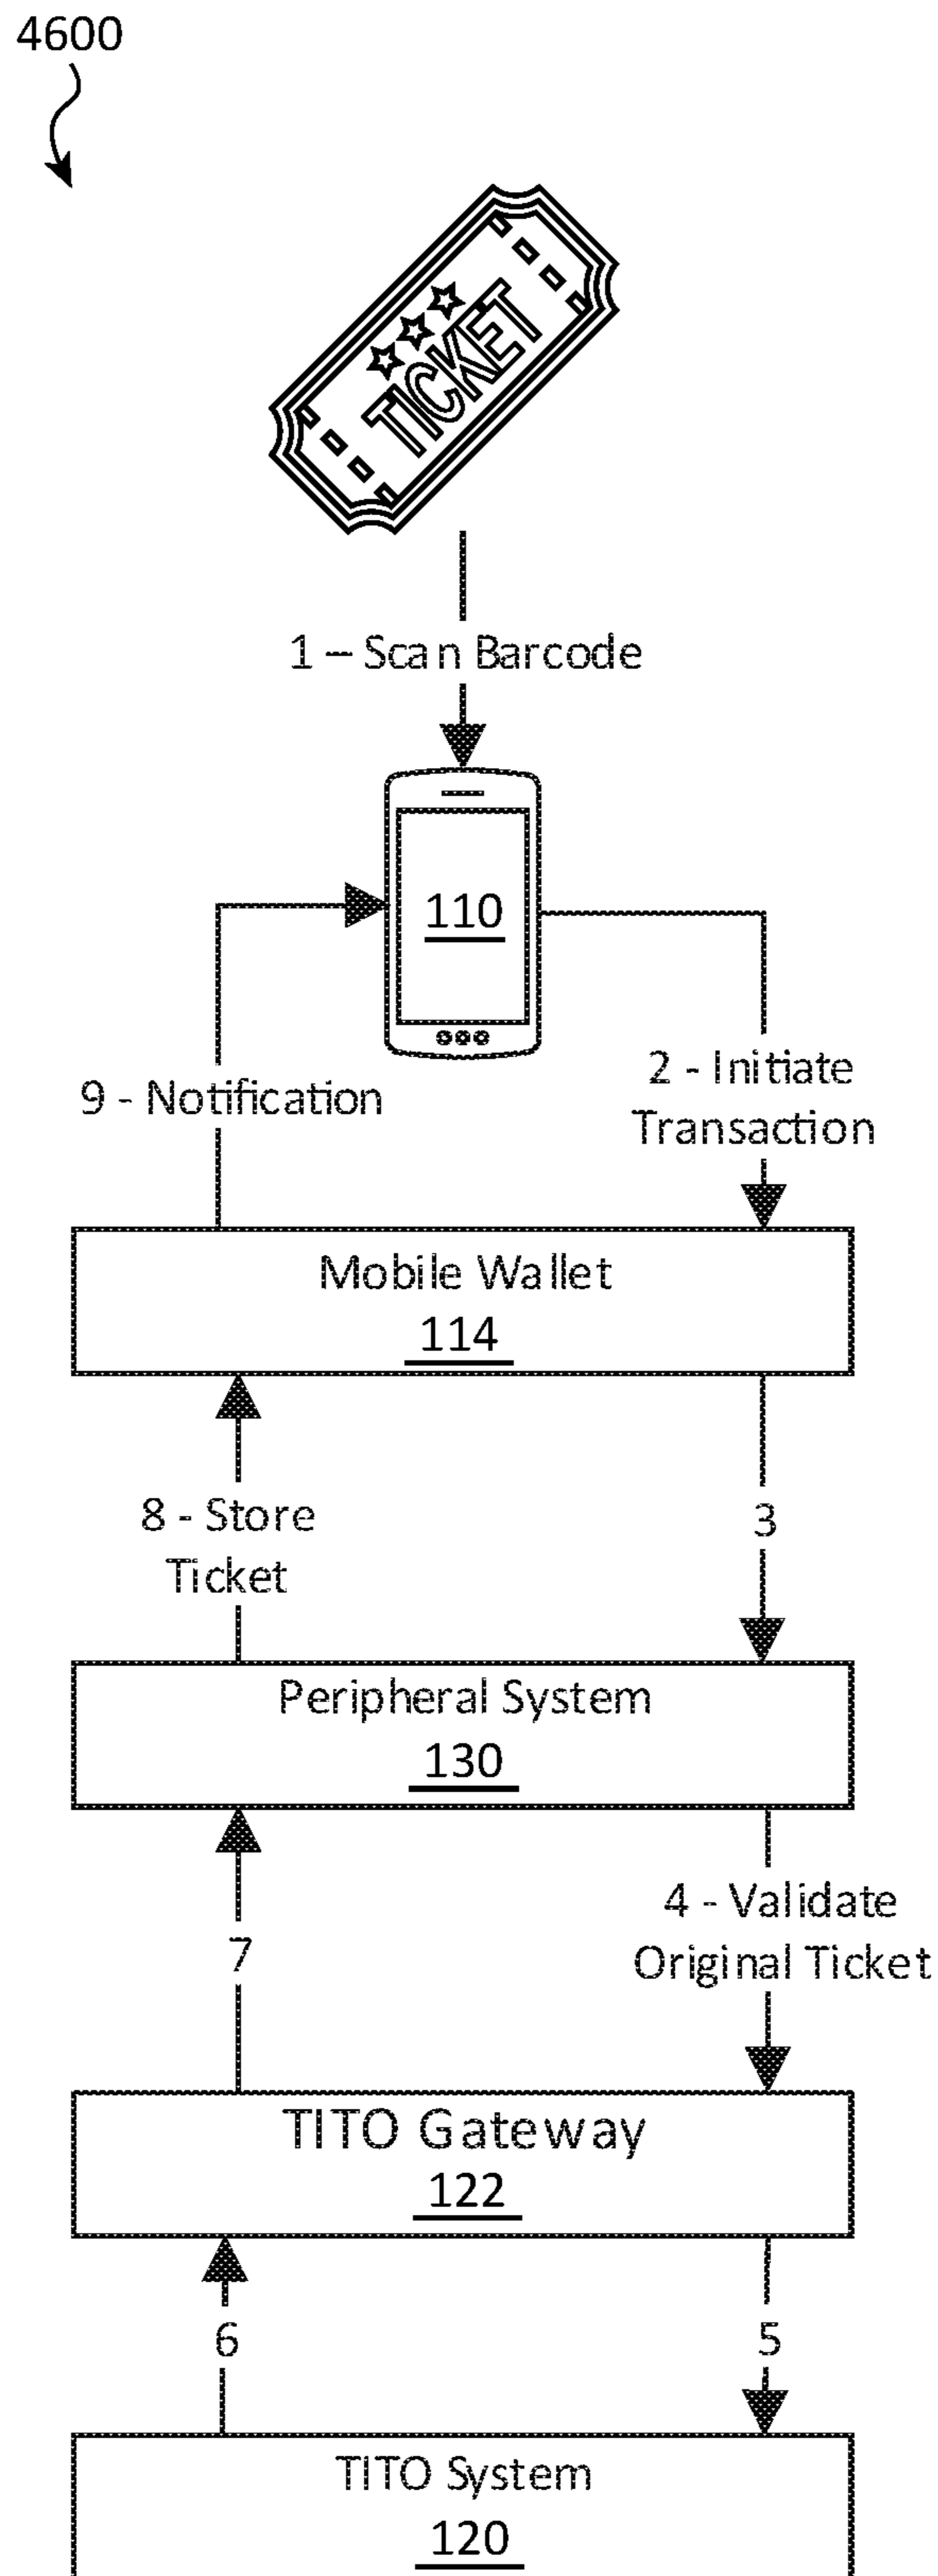 4600
TICKET
1 – Scan Barcode
110
2 - Initiate
Transaction
9 - Notification
Mobile Wallet
114
8 - Store
Ticket
3
Peripheral System
130
4 - Validate
Original Ticket
7
TITO Gateway
122
6
5
TITO System
120